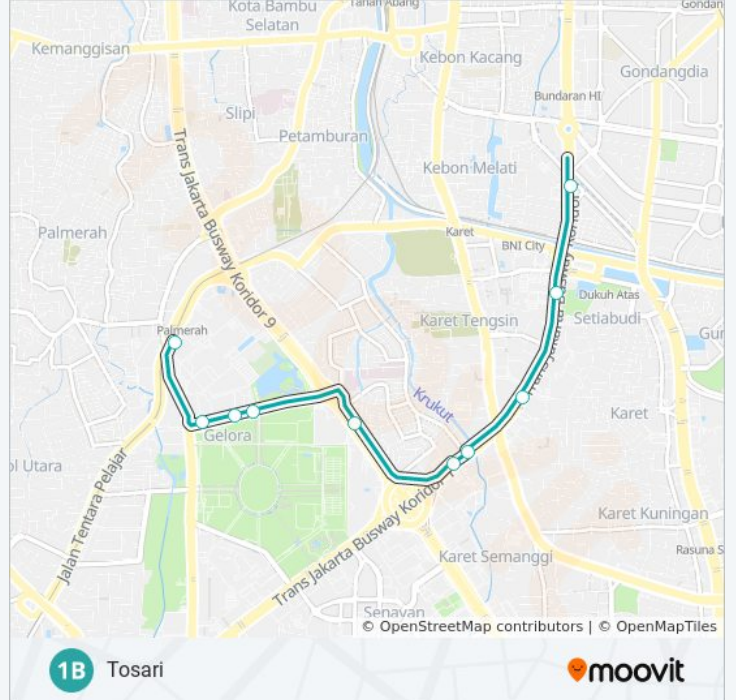 Kota Bambu
Selatan
Tanah Abang
Gondan
Kemanggisan
Kebon Kacang
Gondangdia
Bundaran HI
Slipi
Petamburan
Trans Jakarta Busway Koridor 9
Kebon Melati
Palmerah
Karet
BNI City
Dukuh Atas
Palmerah
Karet Tengsin
Setiabudi
Gur
Krukut
Karet
Gelora
ol Utara
Jalan Tentara Pelajar
Trans Jakarta Busway Koridor 1
Karet Kuningan
Karet Semanggi
Rasuna S
Senayan
© OpenStreetMap contributors | © OpenMapTiles
1B Tosari
moovit